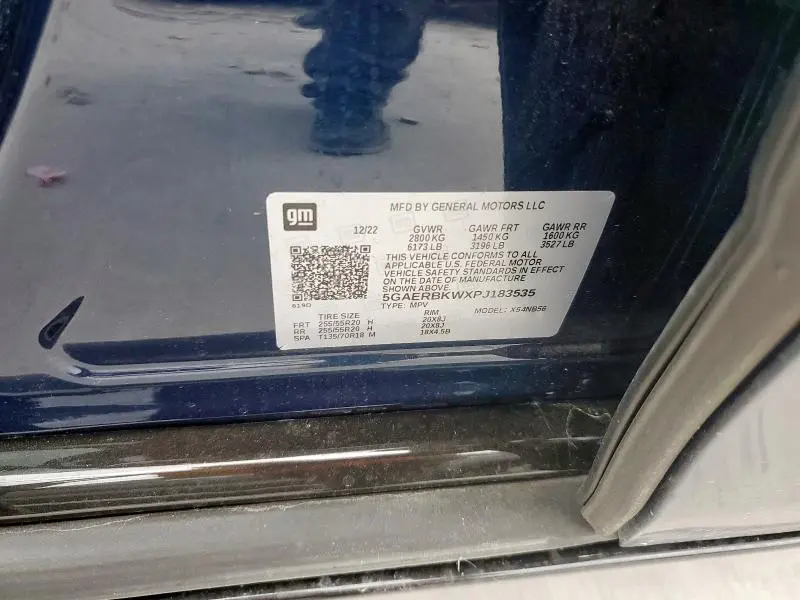 gm
MFD BY GENERAL MOTORS LLC
12/22 GVWR GAWR FRT GAWR RR
2800 KG 1450 KG 1600 KG
6173 LB 3196 LB 3527 LB
THIS VEHICLE CONFORMS TO ALL
APPLICABLE U.S. FEDERAL MOTOR
VEHICLE SAFETY STANDARDS IN EFFECT
ON THE DATE OF MANUFACTURE
SHOWN ABOVE.
619D 5GAERBKWXPJ183535
TYPE: MPV MODEL: XS4NB56
TIRE SIZE RIM
FRT 255/55R20 H 20X8J
RR 255/55R20 H 20X8J
SPA T135/70R18 M 18X4.5B